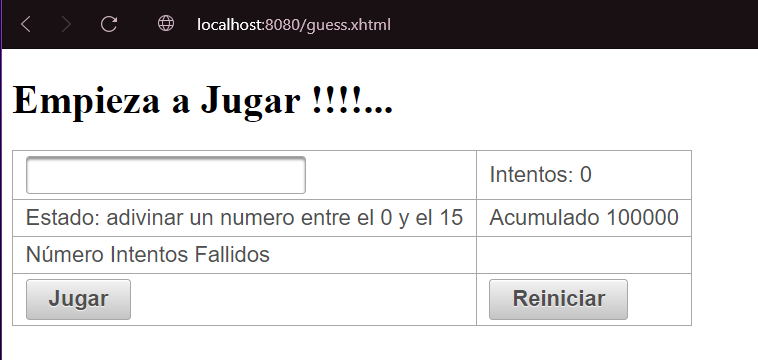 localhost:8080/guess.xhtml
Empieza a Jugar !!!!...
Intentos: 0
Estado: adivinar un numero entre el 0 y el 15 Acumulado 100000
Número Intentos Fallidos
Jugar Reiniciar